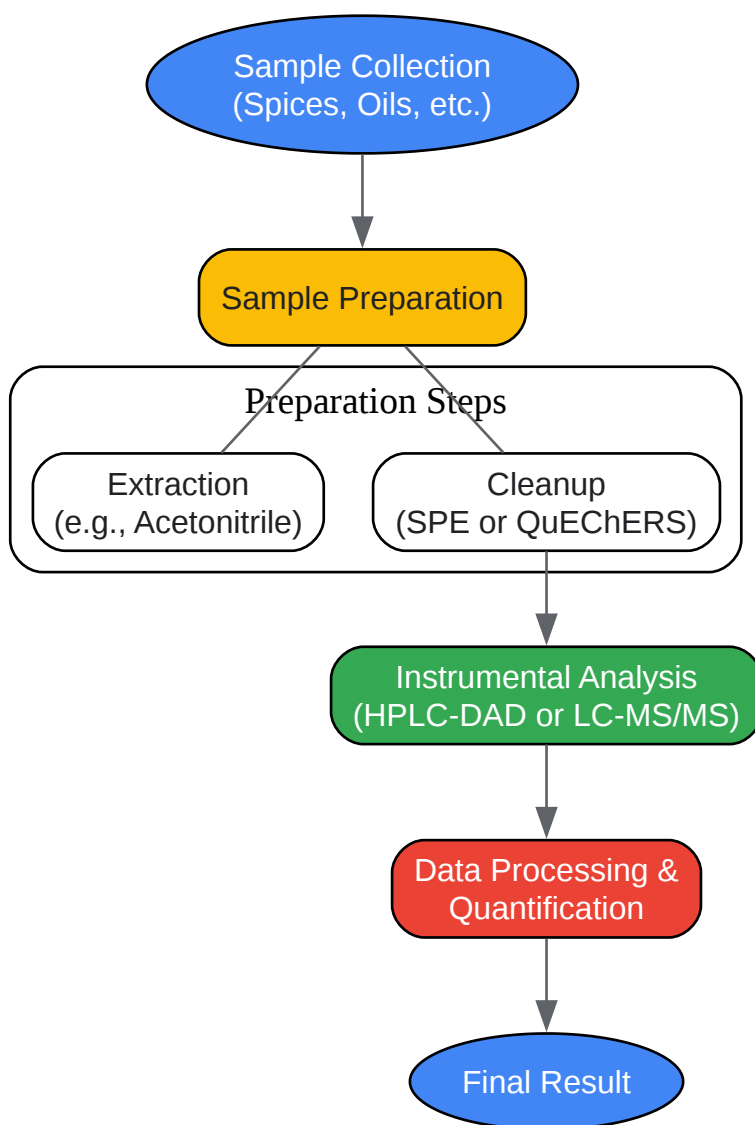 Sample Collection
(Spices, Oils, etc.)
Sample Preparation
Preparation Steps
Extraction
(e.g., Acetonitrile)
Cleanup
(SPE or QuEChERS)
Instrumental Analysis
(HPLC-DAD or LC-MS/MS)
Data Processing &
Quantification
Final Result